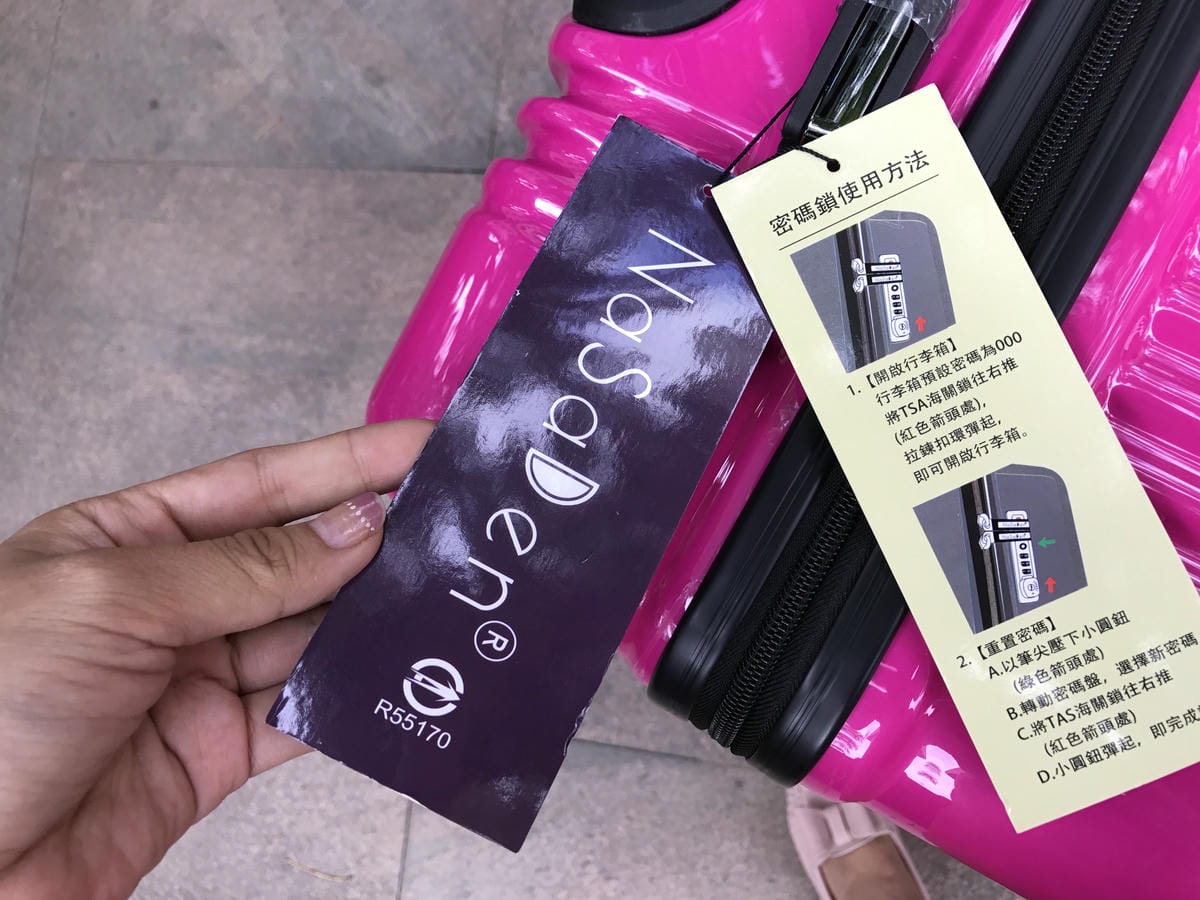 NasaDen®
R55170
密碼鎖使用方法
1.【開啟行李箱】
行李箱預設密碼為000
將TSA海關鎖往右推
(紅色箭頭處),
拉鍊扣環彈起,
即可開啟行李箱。
2.【重置密碼】
A.以筆尖壓下小圓鈕
(綠色箭頭處)
B.轉動密碼盤，選擇新密碼
C.將TAS海關鎖往右推
(紅色箭頭處)
D.小圓鈕彈起，即完成